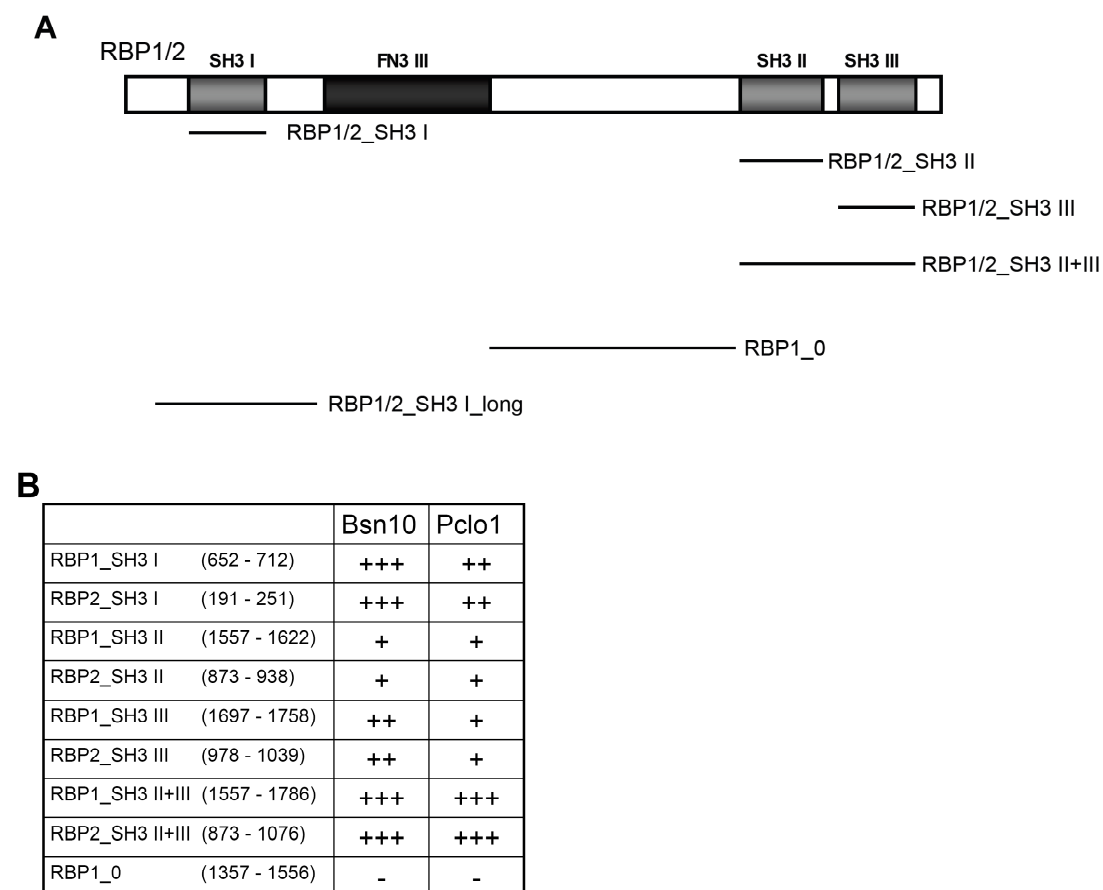 A
RBP1/2
SH3 I FN3 III SH3 II SH3 III
RBP1/2_SH3 I
RBP1/2_SH3 II
RBP1/2_SH3 III
RBP1/2_SH3 II+III
RBP1_0
RBP1/2_SH3 I_long
B
Bsn10 Pclo1
RBP1_SH3 I (652 - 712) +++ ++
RBP2_SH3 I (191 - 251) +++ ++
RBP1_SH3 II (1557 - 1622) + +
RBP2_SH3 II (873 - 938) + +
RBP1_SH3 III (1697 - 1758) ++ +
RBP2_SH3 III (978 - 1039) ++ +
RBP1_SH3 II+III (1557 - 1786) +++ +++
RBP2_SH3 II+III (873 - 1076) +++ +++
RBP1_0 (1357 - 1556) - -